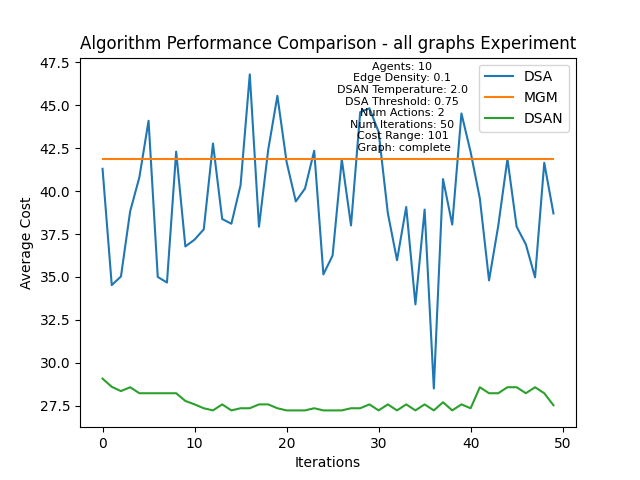 Algorithm Performance Comparison - all graphs Experiment
Agents: 10
Edge Density: 0.1
DSAN Temperature: 2.0
DSA Threshold: 0.75
Num Actions: 2
Num Iterations: 50
Cost Range: 101
Graph: complete
DSA
MGM
DSAN
Average Cost
47.5
45.0
42.5
40.0
37.5
35.0
32.5
30.0
27.5
0
10
20
30
40
50
Iterations